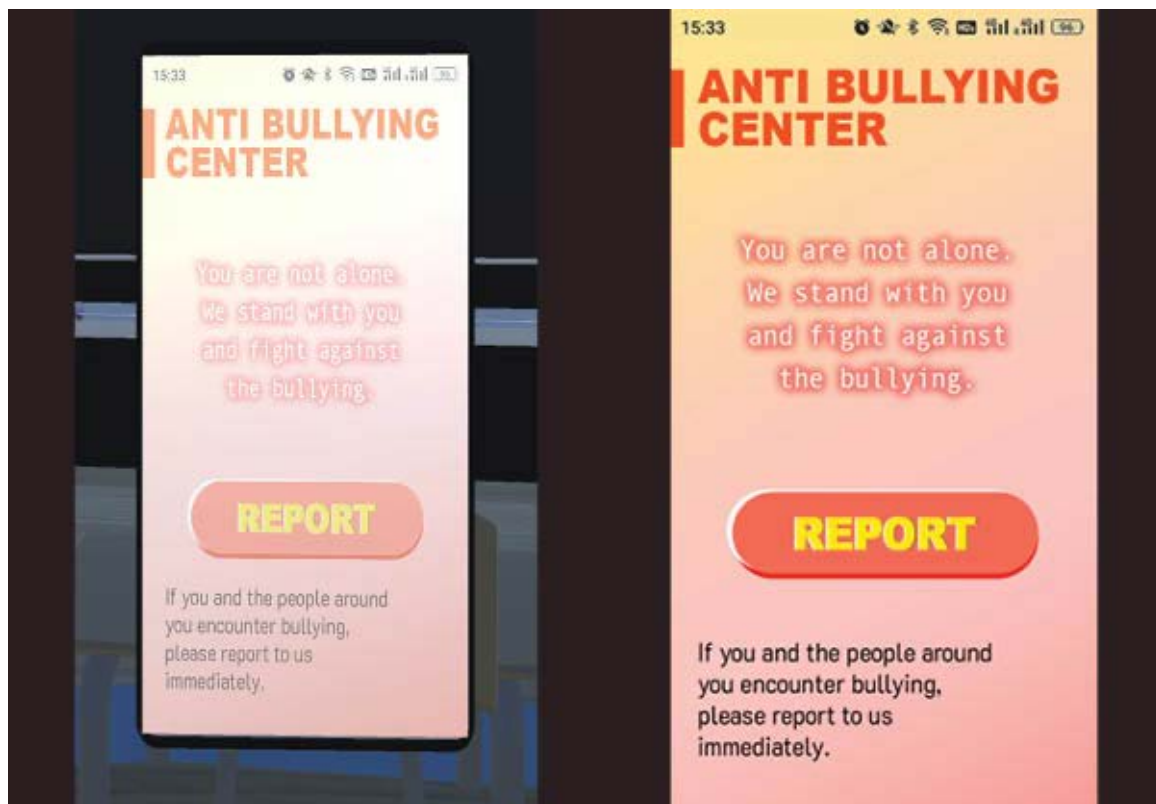 15:33
ANTI BULLYING
CENTER
You are not alone.
We stand with you
and fight against
the bullying.
REPORT
If you and the people around
you encounter bullying,
please report to us
immediately.
15:33
96
ANTI BULLYING
CENTER
You are not alone.
We stand with you
and fight against
the bullying.
REPORT
If you and the people around
you encounter bullying,
please report to us
immediately.